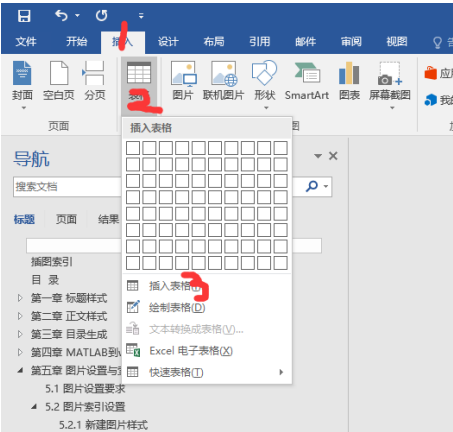 文件 开始 插入 设计 布局 引用 邮件 审阅 视图
封面 空白页 分页 图片 联机图片 形状 SmartArt 图表 屏幕截图
页面
1
2
插入表格
导航
搜索文档
标题 页面 结果
插图索引
目 录
第一章 标题样式
第二章 正文样式
第三章 目录生成
第四章 MATLAB到
第五章 图片设置与
5.1 图片设置要求
5.2 图片索引设置
5.2.1 新建图片样式
插入表格
3
绘制表格(D)
文本转换成表格(V)...
Excel 电子表格(X)
快速表格(T)